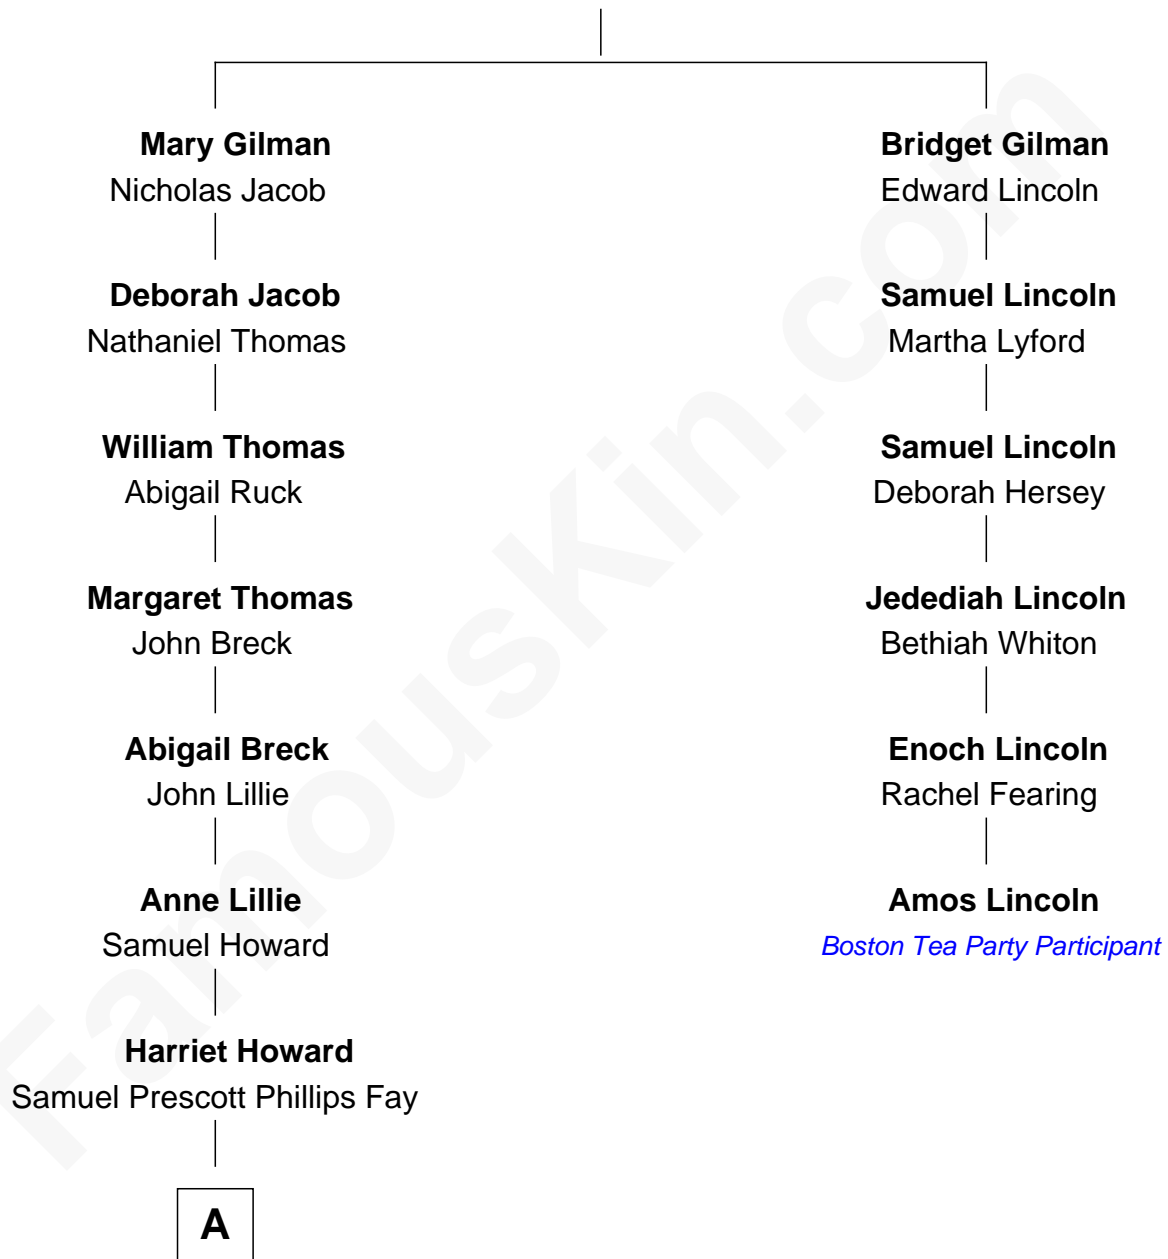 Mary Gilman
Nicholas Jacob
Deborah Jacob
Nathaniel Thomas
William Thomas
Abigail Ruck
Margaret Thomas
John Breck
Abigail Breck
John Lillie
Anne Lillie
Samuel Howard
Harriet Howard
Samuel Prescott Phillips Fay
A
Bridget Gilman
Edward Lincoln
Samuel Lincoln
Martha Lyford
Samuel Lincoln
Deborah Hersey
Jedediah Lincoln
Bethiah Whiton
Enoch Lincoln
Rachel Fearing
Amos Lincoln
Boston Tea Party Participant
FamousKin.com